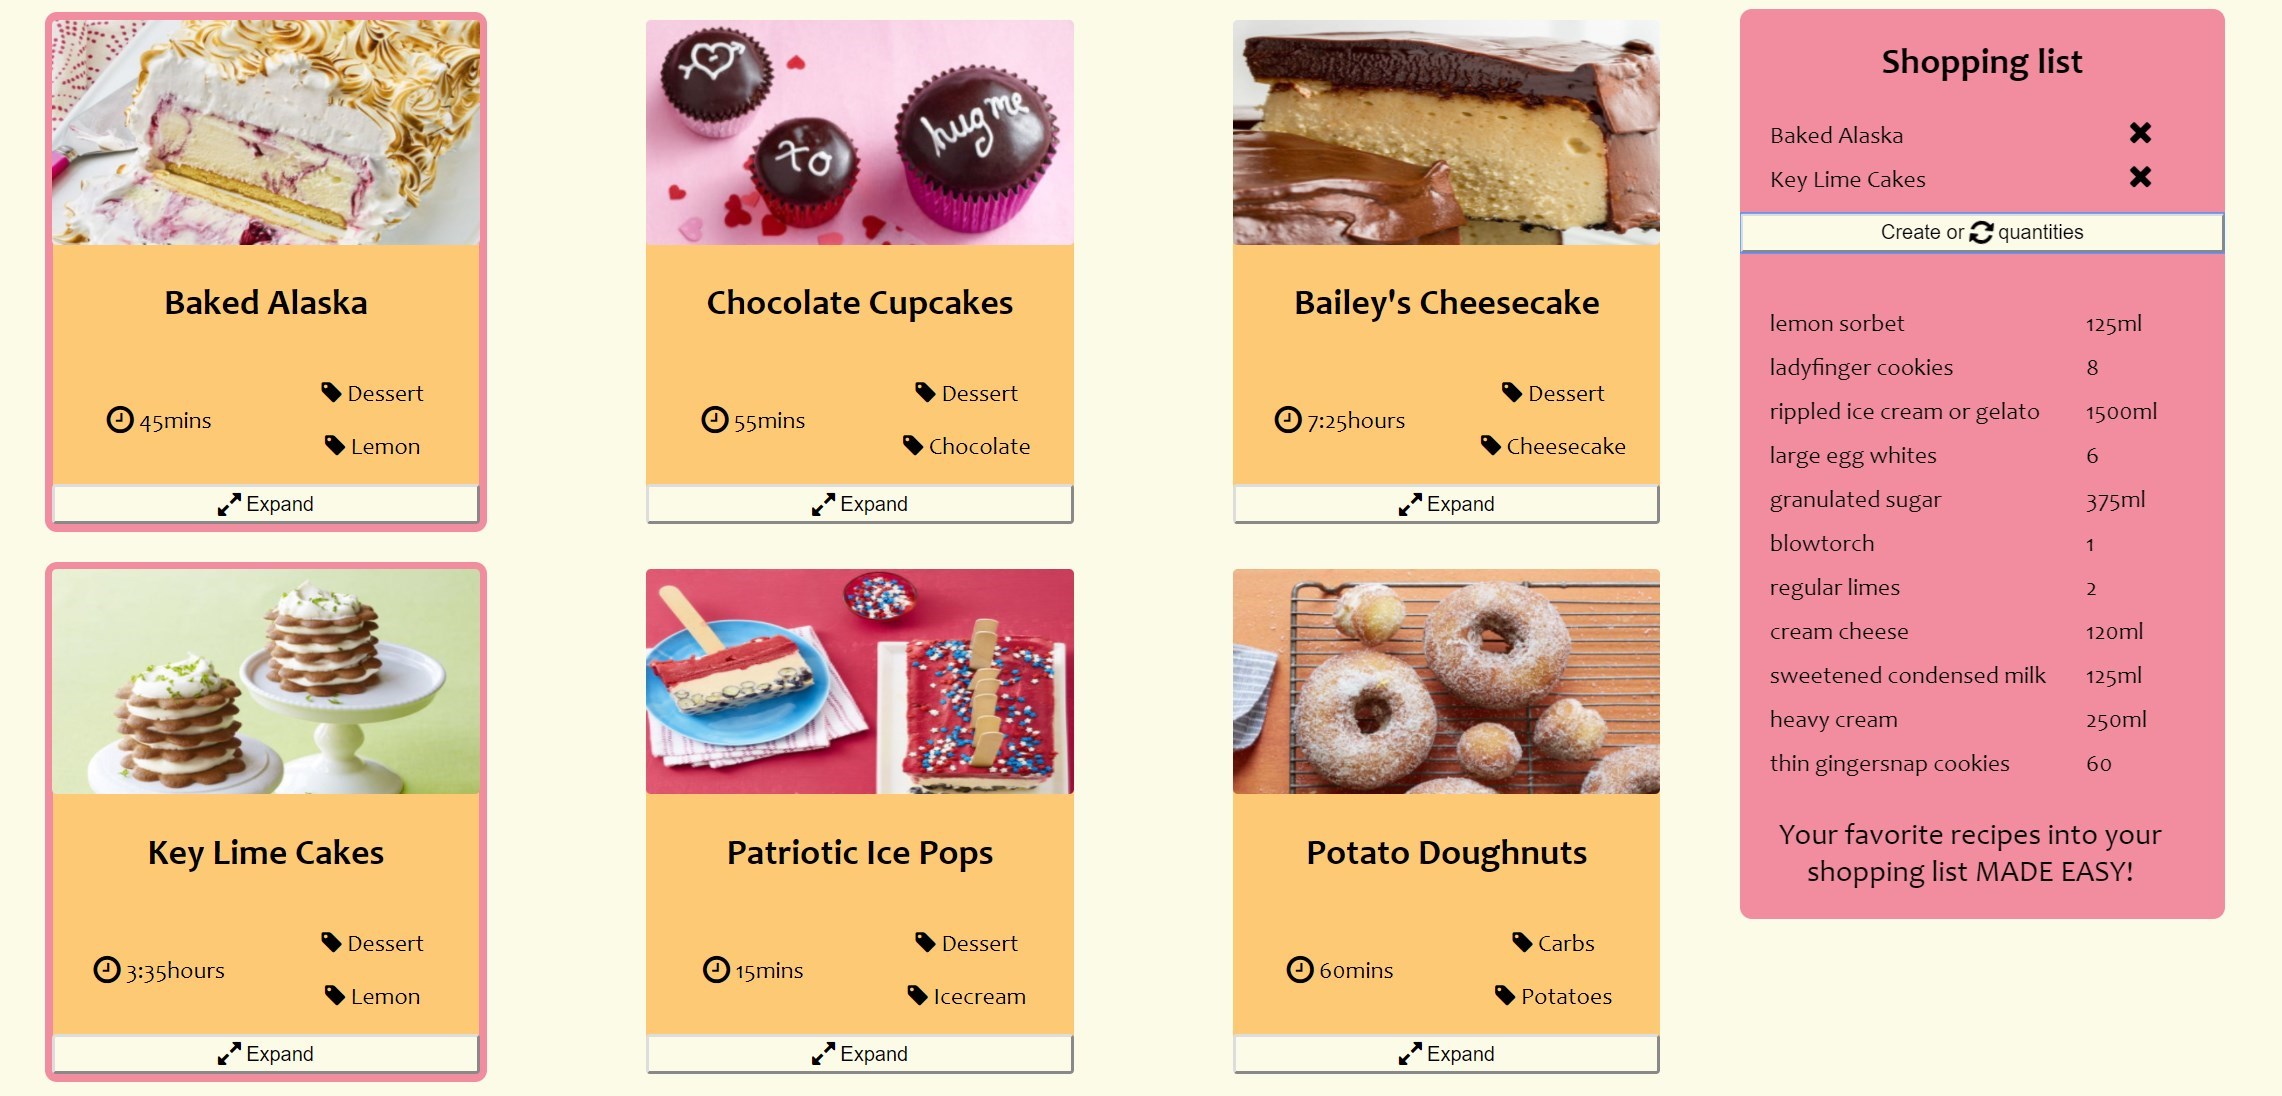 hug me
xo
Baked Alaska
45mins
Dessert
Lemon
Expand
Chocolate Cupcakes
55mins
Dessert
Chocolate
Expand
Bailey's Cheesecake
7:25hours
Dessert
Cheesecake
Expand
Key Lime Cakes
3:35hours
Dessert
Lemon
Expand
Patriotic Ice Pops
15mins
Dessert
Icecream
Expand
Potato Doughnuts
60mins
Carbs
Potatoes
Expand
Shopping list
Baked Alaska
Key Lime Cakes
Create or quantities
lemon sorbet 125ml
ladyfinger cookies 8
rippled ice cream or gelato 1500ml
large egg whites 6
granulated sugar 375ml
blowtorch 1
regular limes 2
cream cheese 120ml
sweetened condensed milk 125ml
heavy cream 250ml
thin gingersnap cookies 60
Your favorite recipes into your
shopping list MADE EASY!